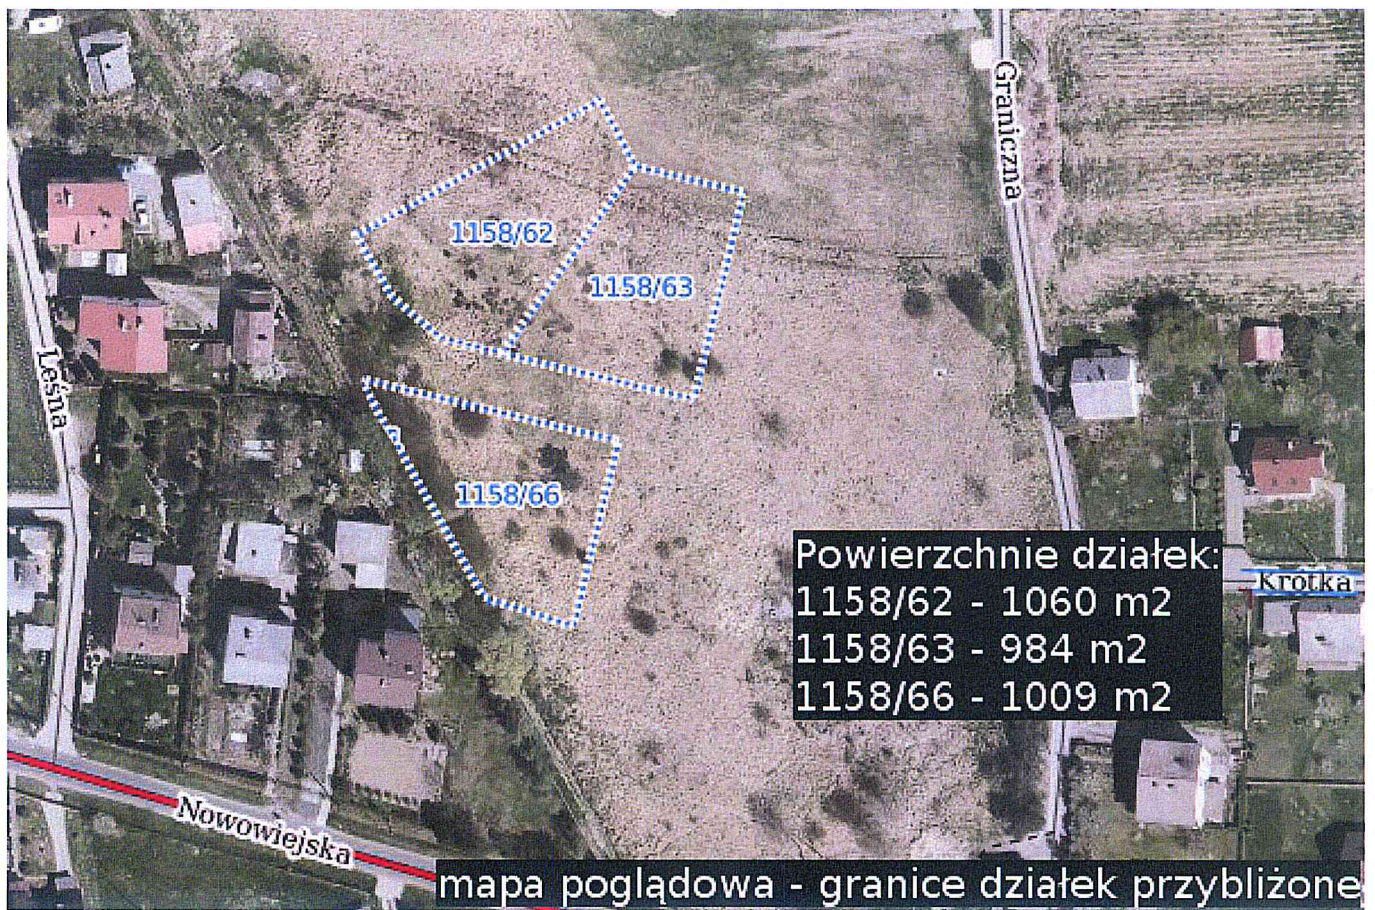 Graniczna
1158/62
1158/63
Leśna
1158/66
Powierzchnie działek:
1158/62 - 1060 m2
1158/63 - 984 m2
1158/66 - 1009 m2
Krótka
Nowowiejska
mapa poglądowa - granice działek przybliżone